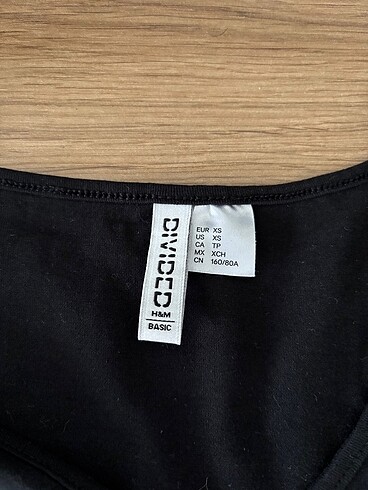 DIVIDED
H&M
BASIC
EUR XS
US XS
CA TP
MX XCH
CN 160/80A